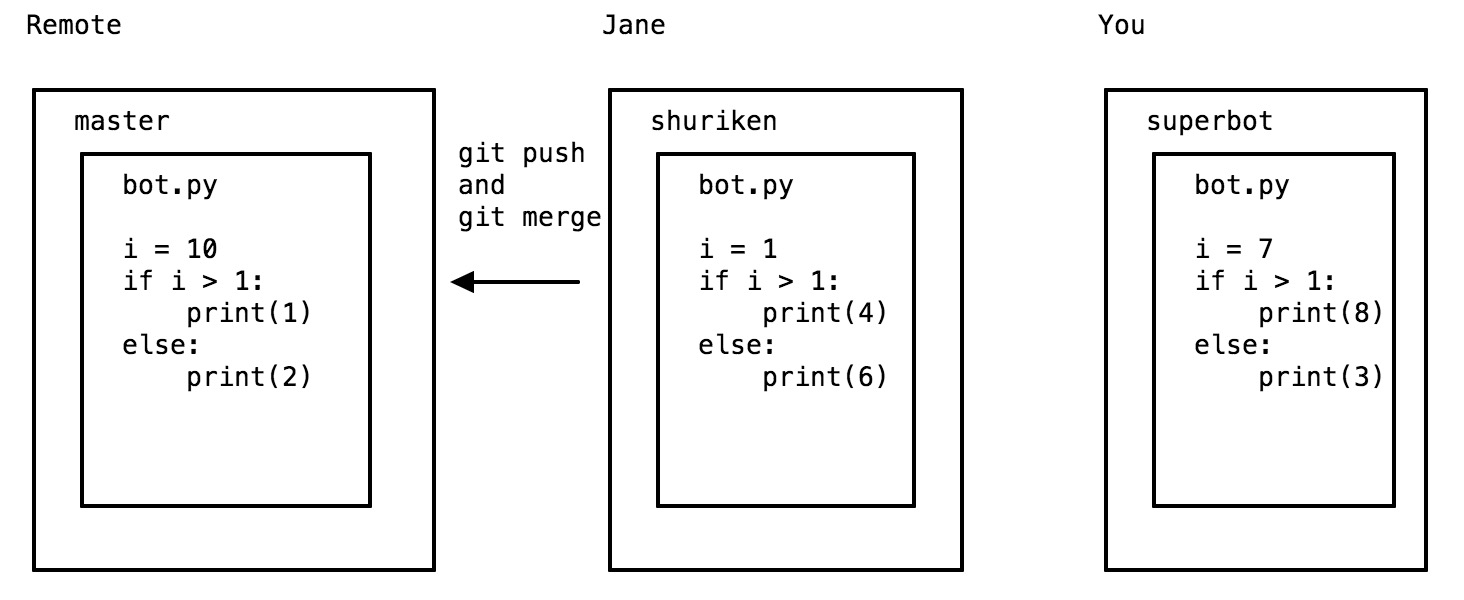 Remote
master
bot.py
i = 10
if i > 1:
    print(1)
else:
    print(2)
git push
and
git merge
Jane
shuriken
bot.py
i = 1
if i > 1:
    print(4)
else:
    print(6)
You
superbot
bot.py
i = 7
if i > 1:
    print(8)
else:
    print(3)